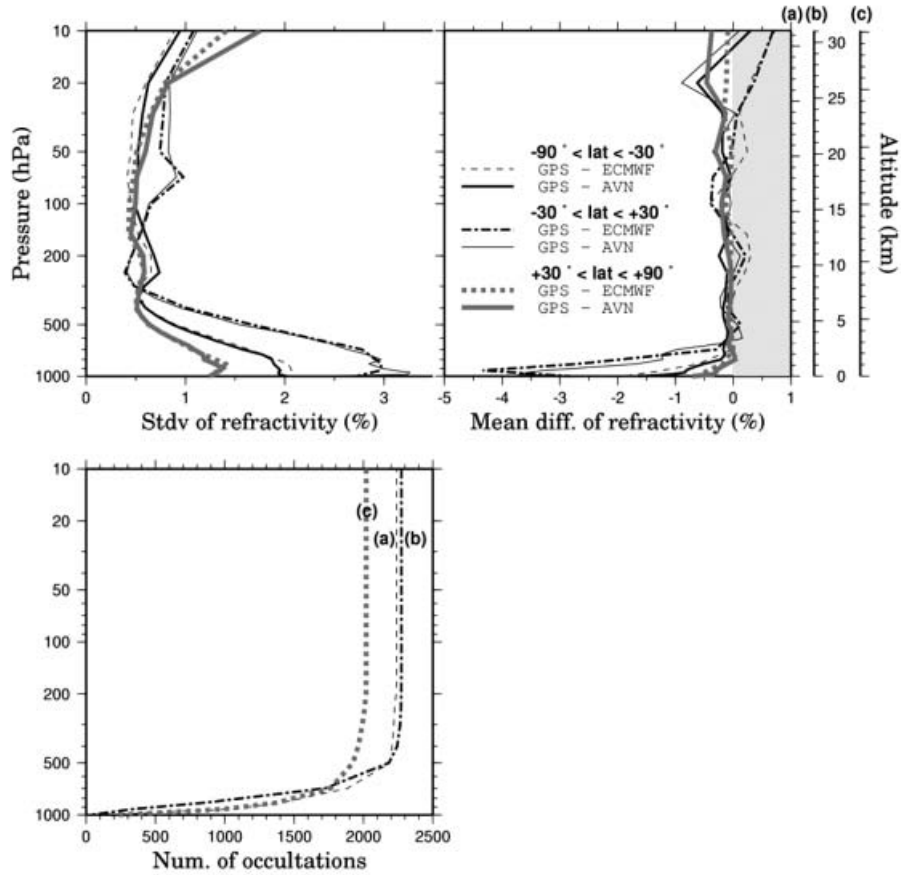 (a) (b) (c)
10
20
50
100
200
500
1000
Pressure (hPa)
0 1 2 3
Stdv of refractivity (%)
-90 ° < lat < -30 °
GPS - ECMWF
GPS - AVN
-30 ° < lat < +30 °
GPS - ECMWF
GPS - AVN
+30 ° < lat < +90 °
GPS - ECMWF
GPS - AVN
-5 -4 -3 -2 -1 0 1
Mean diff. of refractivity (%)
30
25
20
15
10
5
0
Altitude (km)
10
20
50
100
200
500
1000
Pressure (hPa)
(c)
(a) (b)
0 500 1000 1500 2000 2500
Num. of occultations